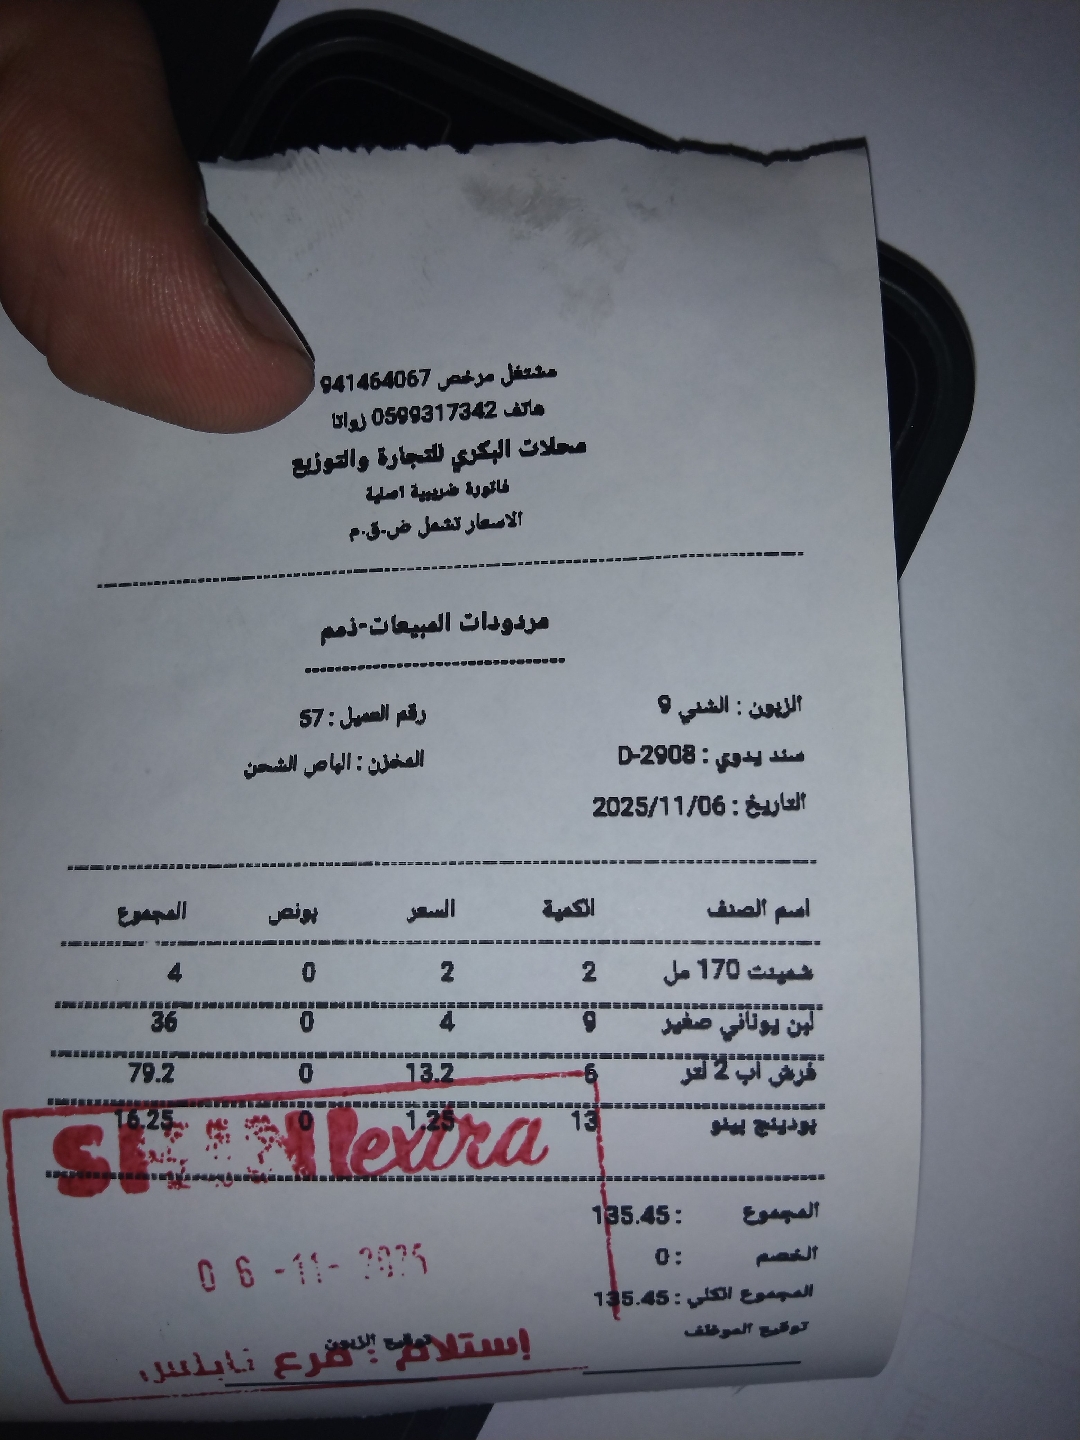 مشتغل مرخص 941464067
هاتف 0599317342 زواتا
محلات البكري للتجارة والتوزيع
فاتورة ضريبية اصلية
الاسعار تشمل ض.ق.م
مردودات المبيعات-ذمم
الزبون : الشني 9 رقم العميل : 57
سند يدوي : D-2908 المخزن : الباص الشحن
التاريخ : 2025/11/06
اسم الصنف الكمية السعر بونص المجموع
شمينت 170 مل 2 2 0 4
لبن يوناني صغير 9 4 0 36
فرش اب 2 لتر 6 13.2 0 79.2
بودينج بينو 13 1.25 0 16.25
extra
المجموع : 135.45
الخصم : 0
06-11-2025
المجموع الكلي : 135.45
توقيع الموظف توقيع الزبون
إستلام : فرع نابلس